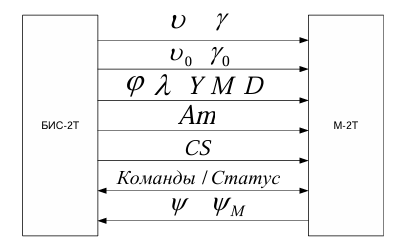 υ γ
υ₀ γ₀
φ λ Y M D
Am
БИС-2Т
М-2Т
CS
Команды / Статус
ψ ψ_M